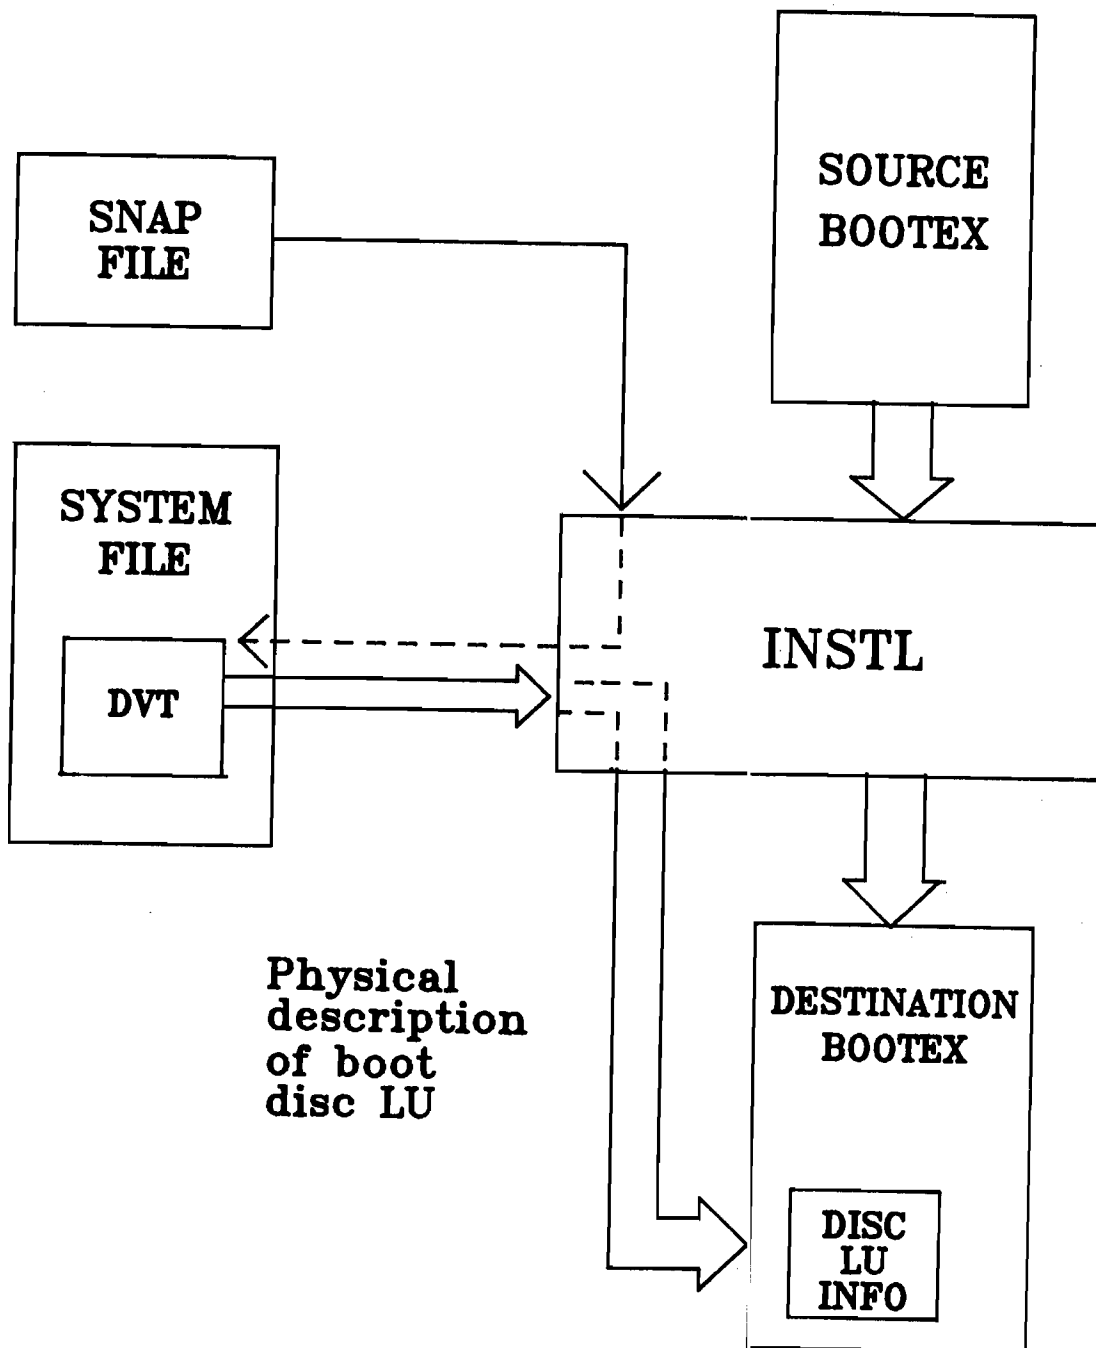 SOURCE
BOOTEX
SNAP
FILE
SYSTEM
FILE
DVT
INSTL
Physical
description
of boot
disc LU
DESTINATION
BOOTEX
DISC
LU
INFO